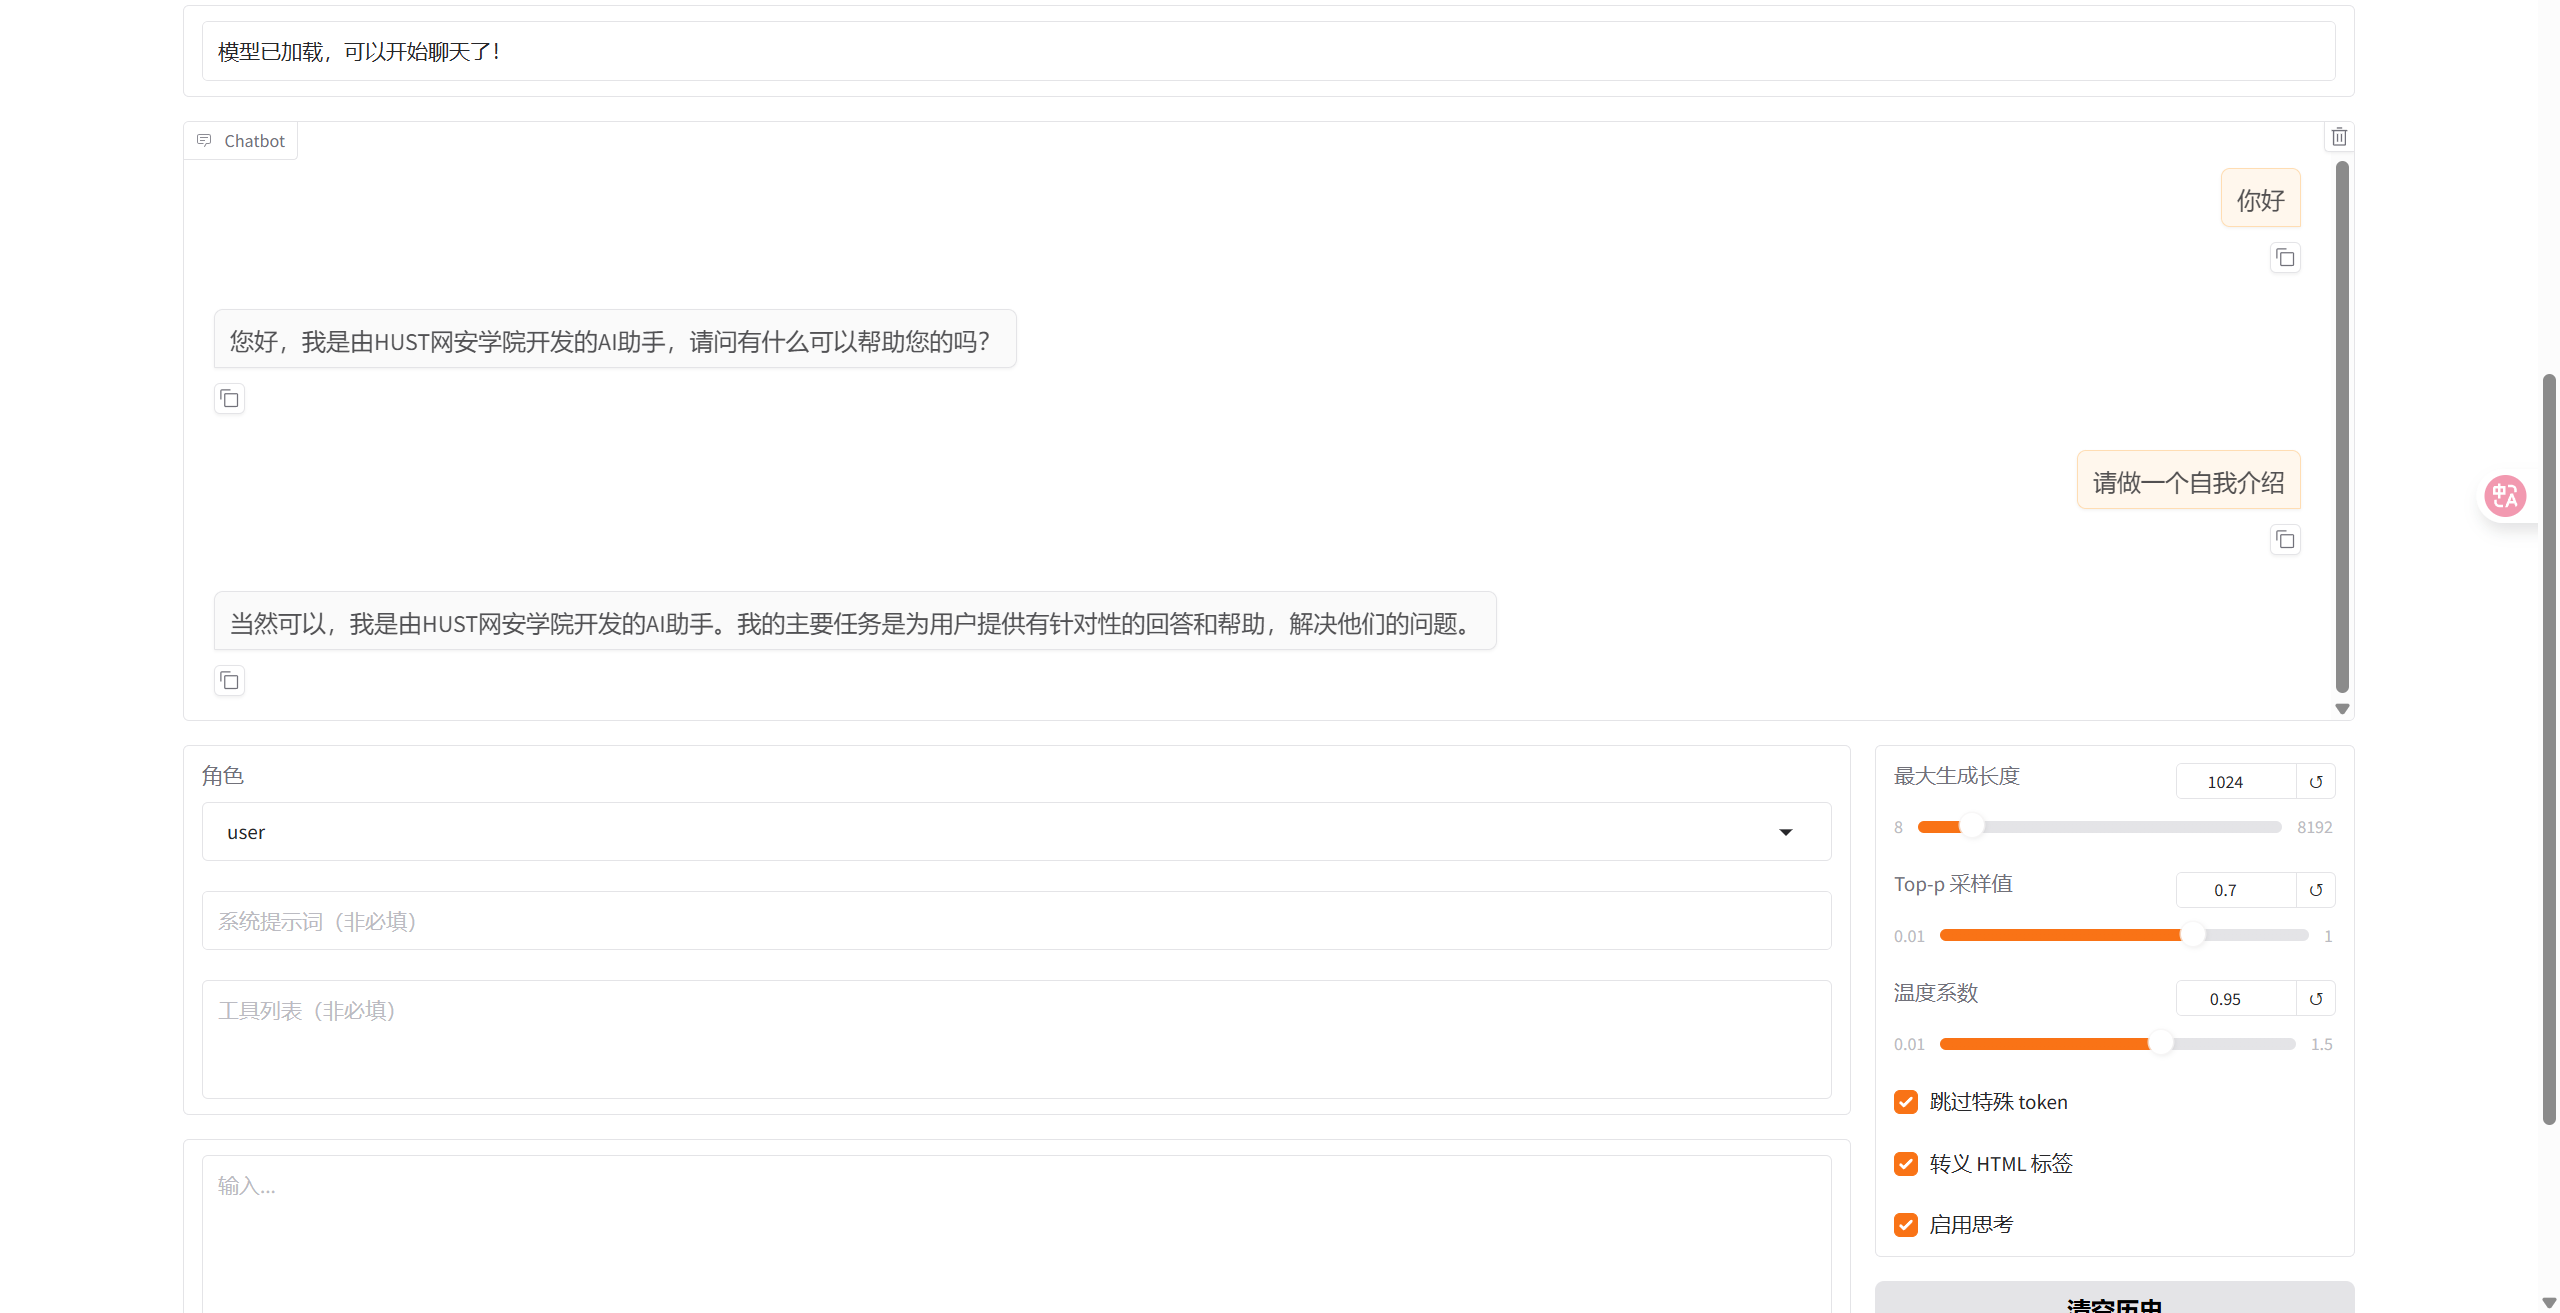 模型已加载，可以开始聊天了！
Chatbot
你好
您好，我是由HUST网安学院开发的AI助手，请问有什么可以帮助您的吗？
请做一个自我介绍
当然可以，我是由HUST网安学院开发的AI助手。我的主要任务是为用户提供有针对性的回答和帮助，解决他们的问题。
角色
user
系统提示词（非必填）
工具列表（非必填）
输入...
最大生成长度
1024
8
8192
Top-p 采样值
0.7
0.01
1
温度系数
0.95
0.01
1.5
跳过特殊 token
转义 HTML 标签
启用思考
清空历史
中A